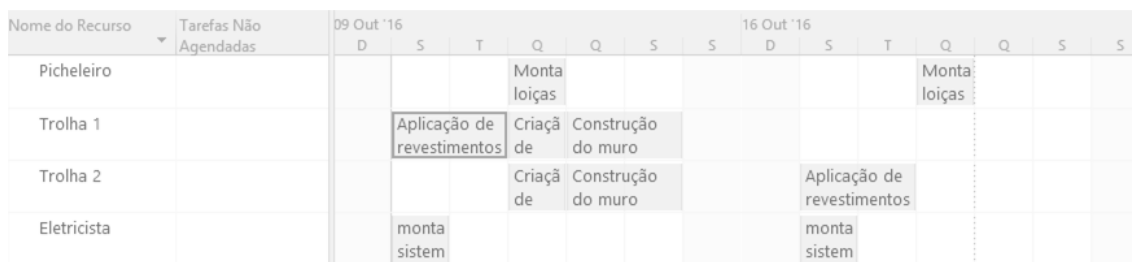 Nome do Recurso Tarefas Não Agendadas 09 Out '16 16 Out '16
D S T Q Q S S D S T Q Q S S
Picheleiro Monta loiças Monta loiças
Trolha 1 Aplicação de revestimentos Criaçã de Construção do muro
Trolha 2 Criaçã de Construção do muro Aplicação de revestimentos
Eletricista monta sistem monta sistem